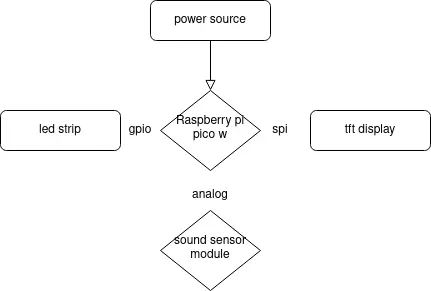 power source
Raspberry pi
pico w
led strip
gpio
spi
tft display
analog
sound sensor
module